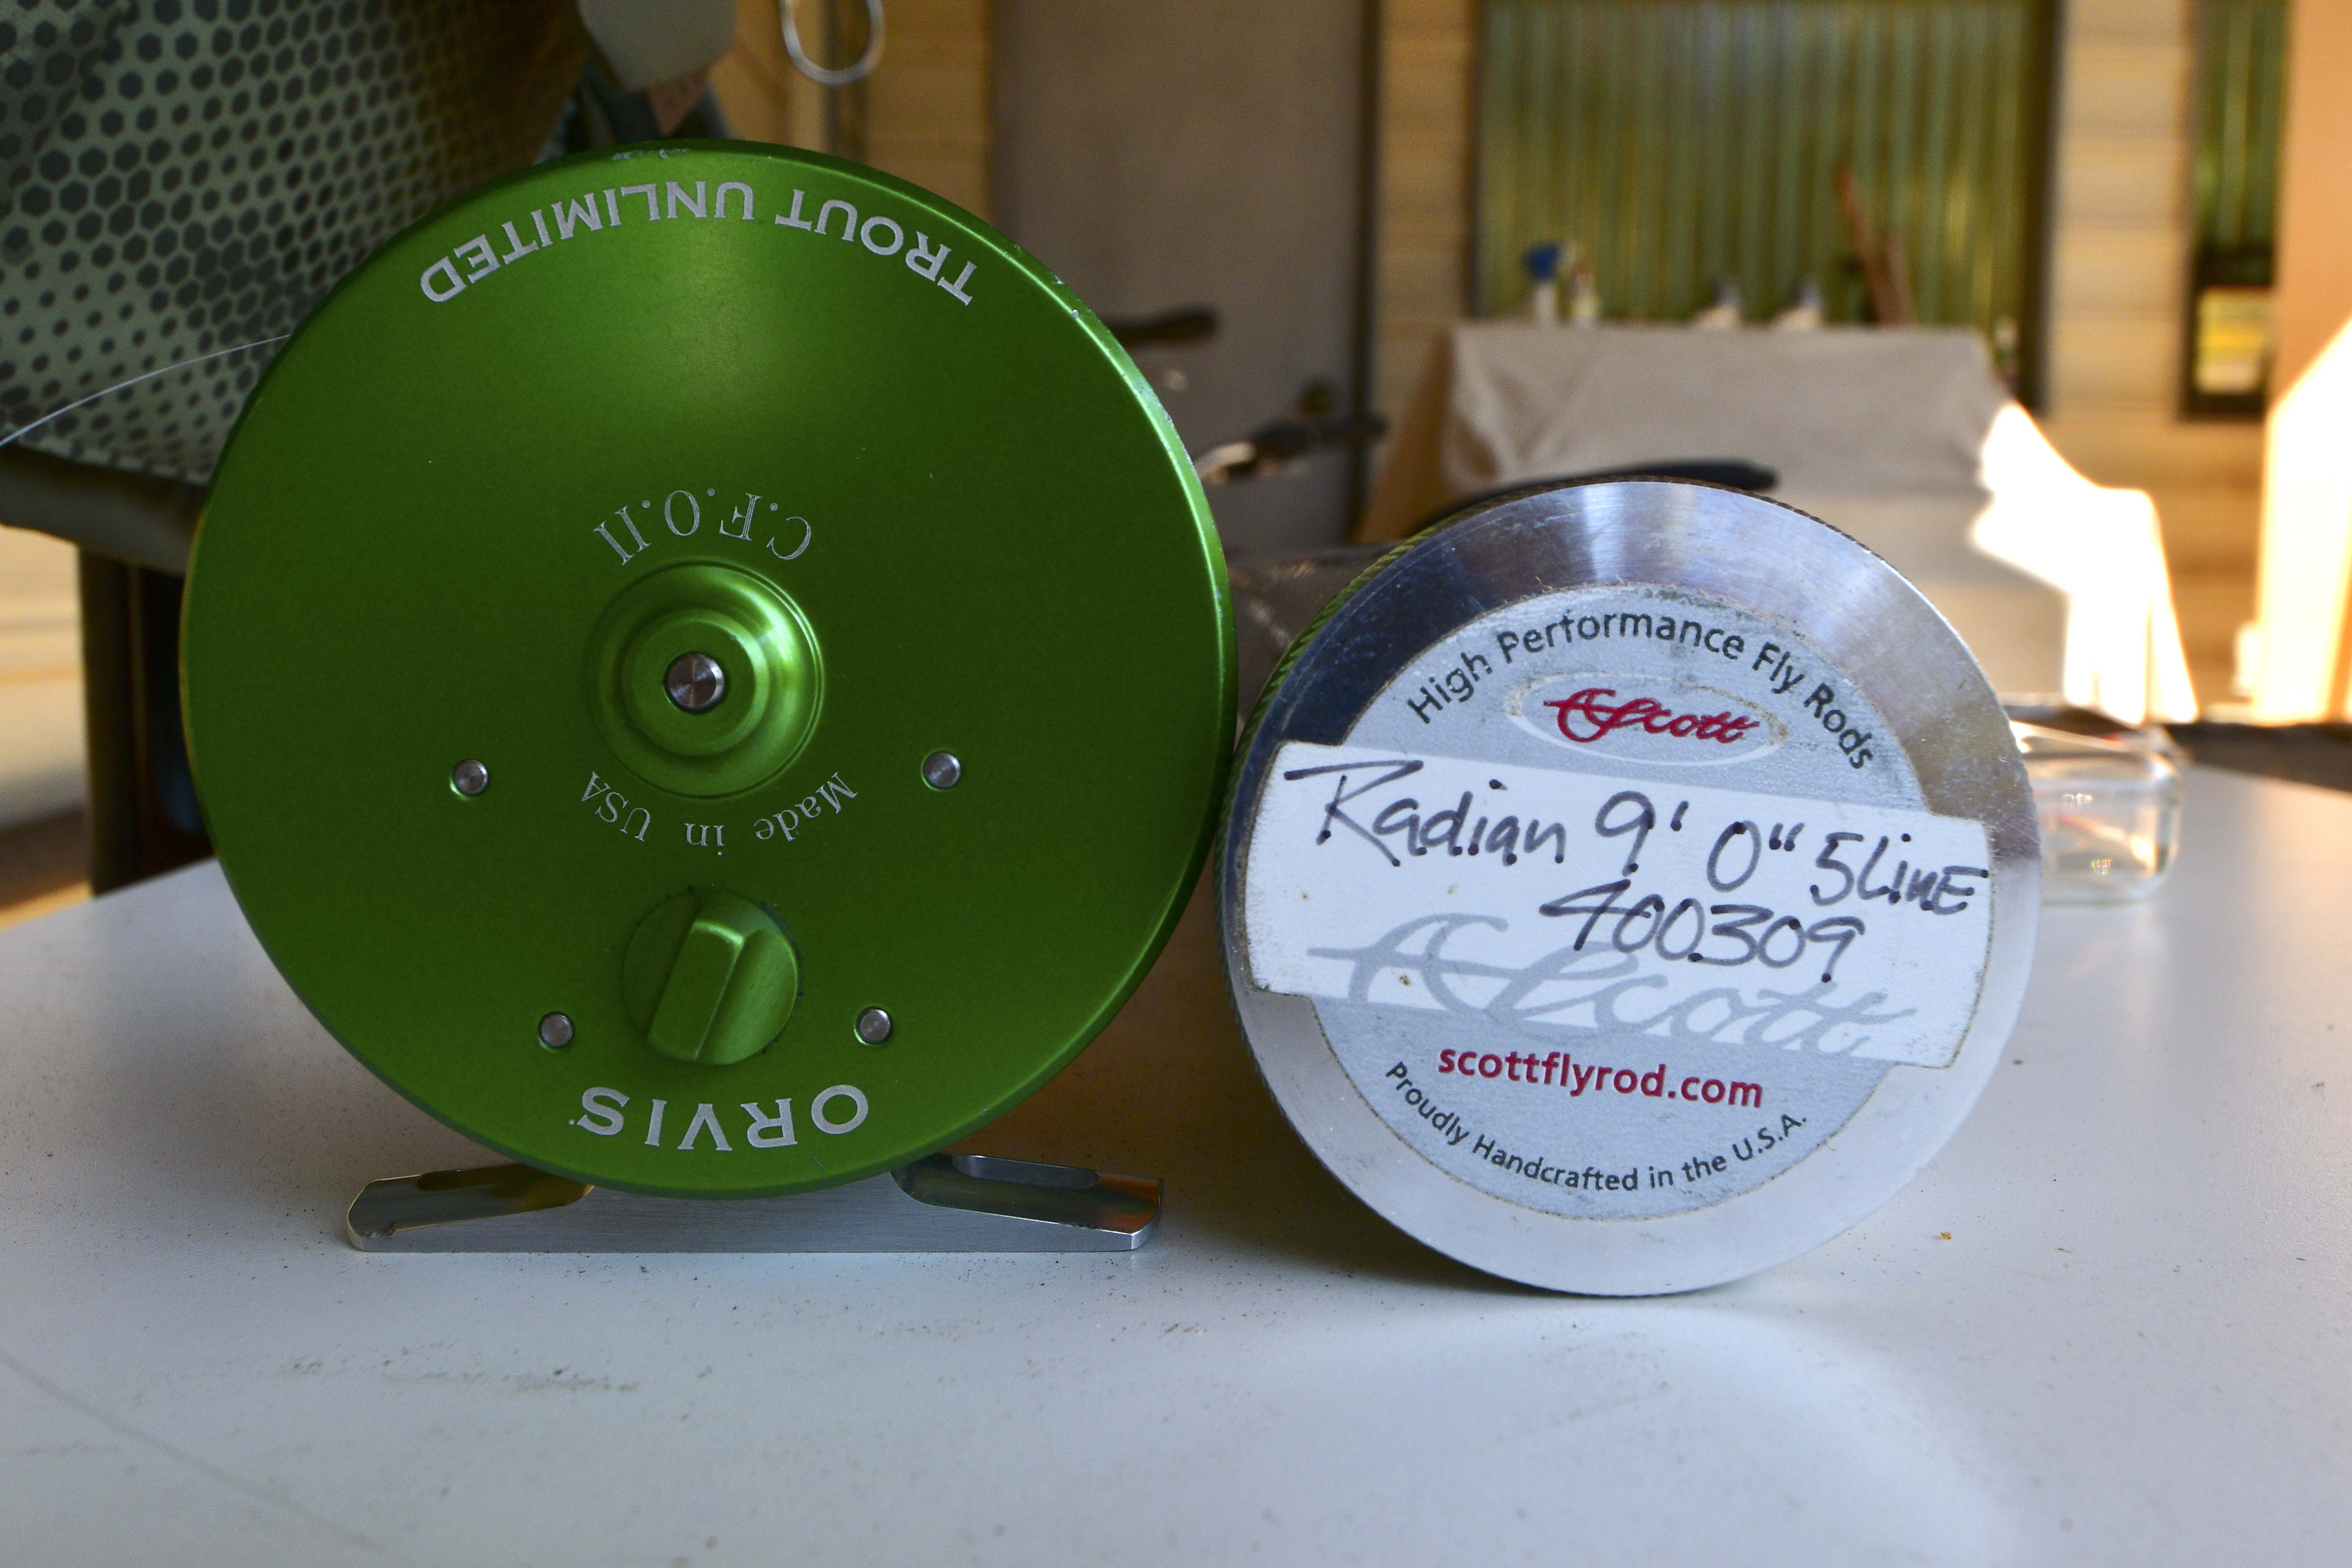 TROUT UNLIMITED
C.F.O.II
Made in USA
ORVIS
High Performance Fly Rods
Scott
Radian 9' 0" 5LinE
400309
Scott
scottflyrod.com
Proudly Handcrafted in the U.S.A.